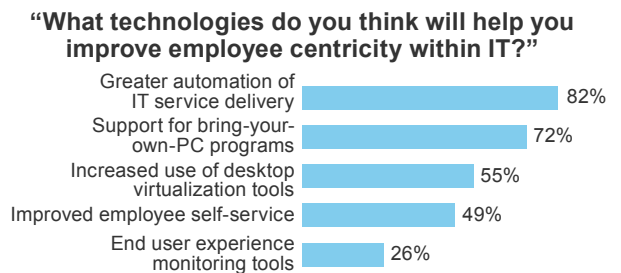 “What technologies do you think will help you
improve employee centricity within IT?”
Greater automation of
IT service delivery
82%
Support for bring-your-
own-PC programs
72%
Increased use of desktop
virtualization tools
55%
Improved employee self-service
49%
End user experience
monitoring tools
26%